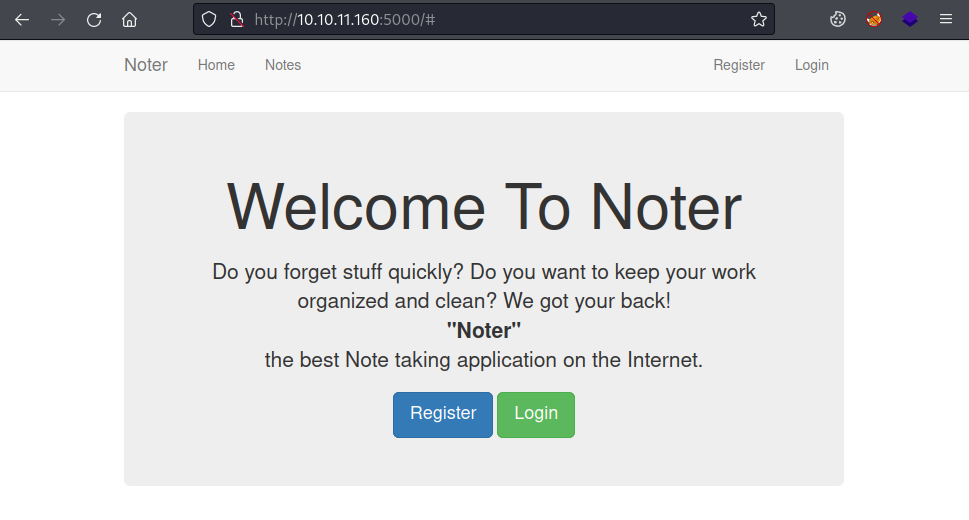 http://10.10.11.160:5000/#
Noter Home Notes Register Login
Welcome To Noter
Do you forget stuff quickly? Do you want to keep your work
organized and clean? We got your back!
"Noter"
the best Note taking application on the Internet.
Register Login